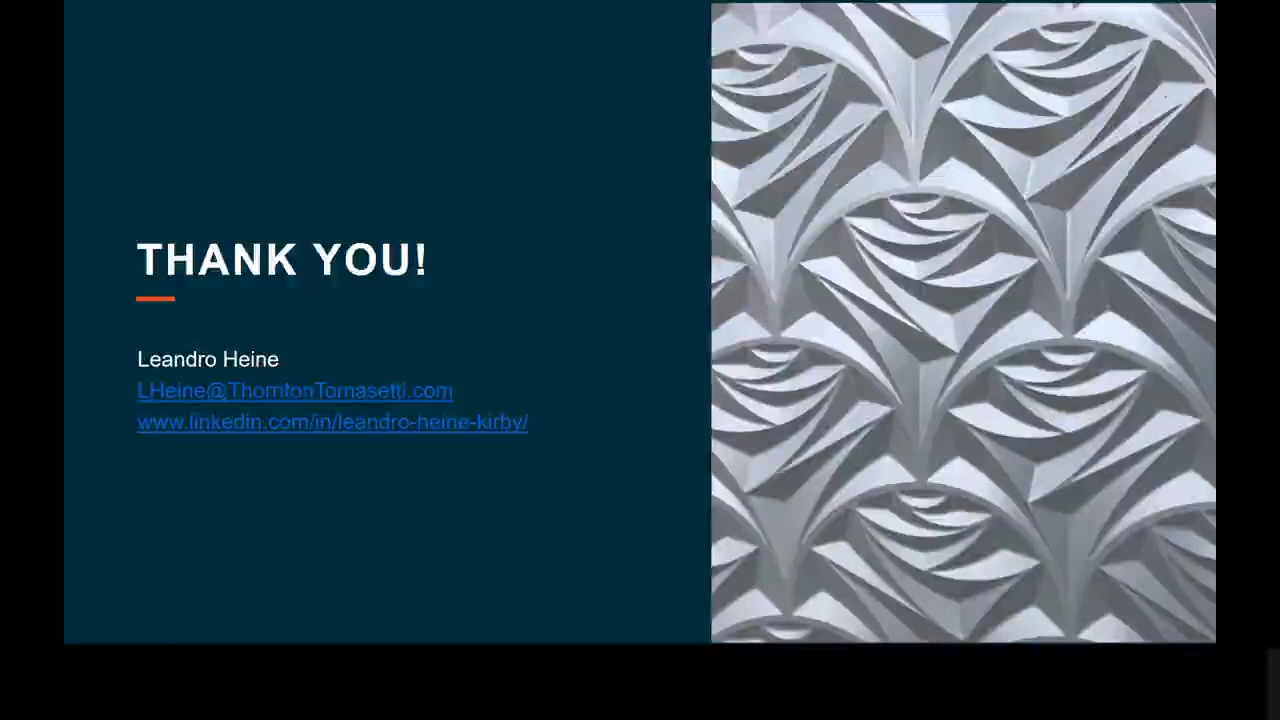 THANK YOU!
Leandro Heine
LHeine@ThorntonTomasetti.com
www.linkedin.com/in/leandro-heine-kirby/